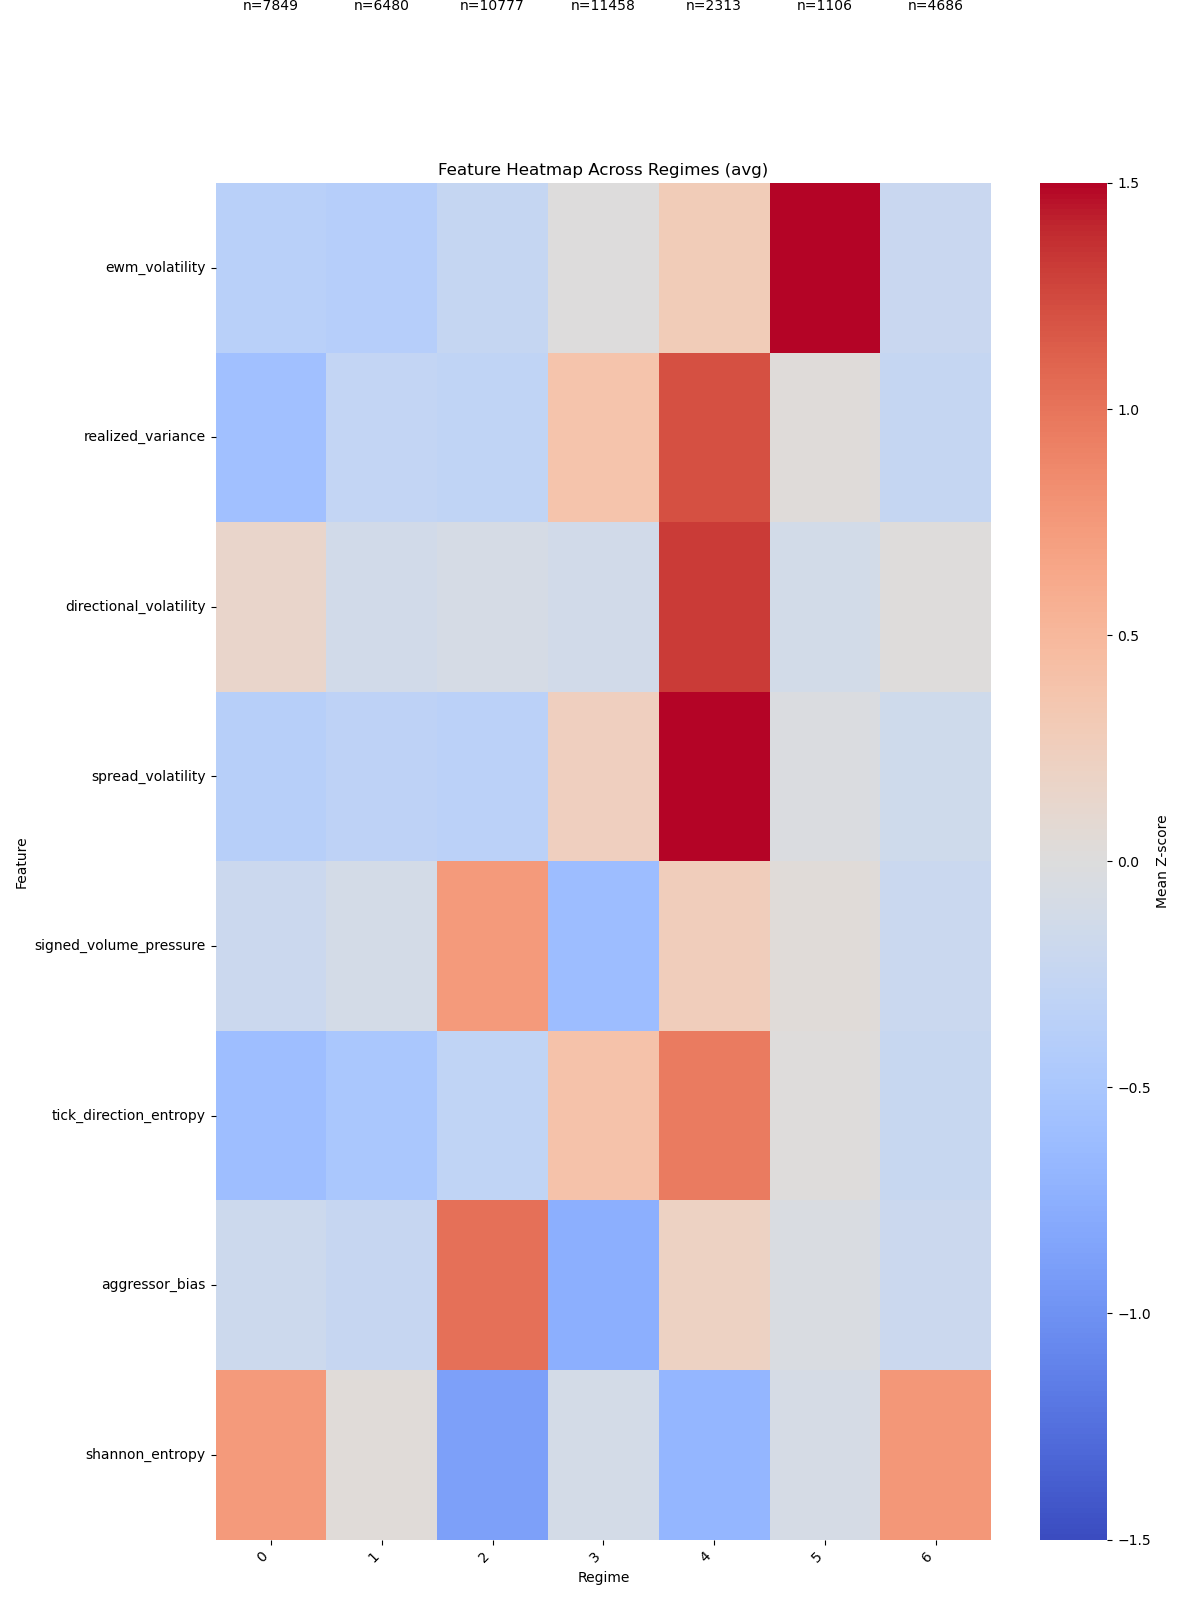 n=7849 n=6480 n=10777 n=11458 n=2313 n=1106 n=4686
Feature Heatmap Across Regimes (avg)
ewm_volatility
realized_variance
directional_volatility
spread_volatility
signed_volume_pressure
tick_direction_entropy
aggressor_bias
shannon_entropy
Feature
0 1 2 3 4 5 6
Regime
1.5
1.0
0.5
0.0
−0.5
−1.0
−1.5
Mean Z-score